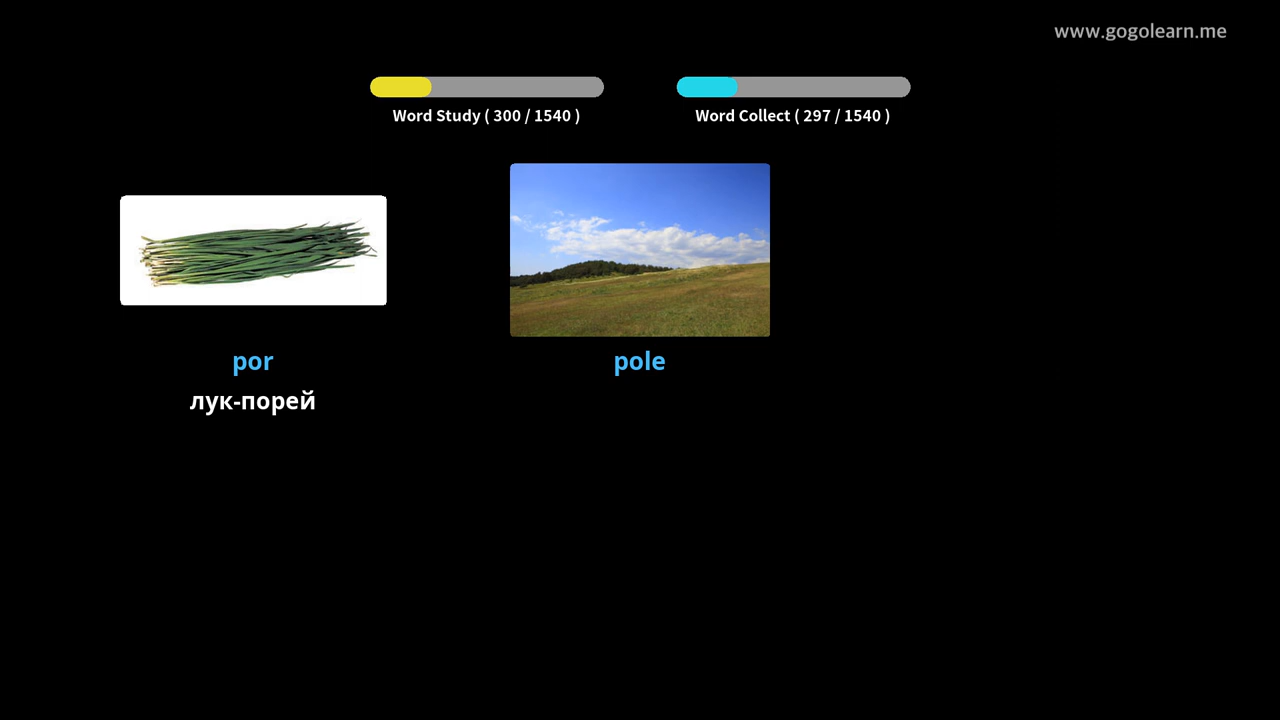 www.gogolearn.me
Word Study ( 300 / 1540 )
Word Collect ( 297 / 1540 )
por
pole
лук-порей